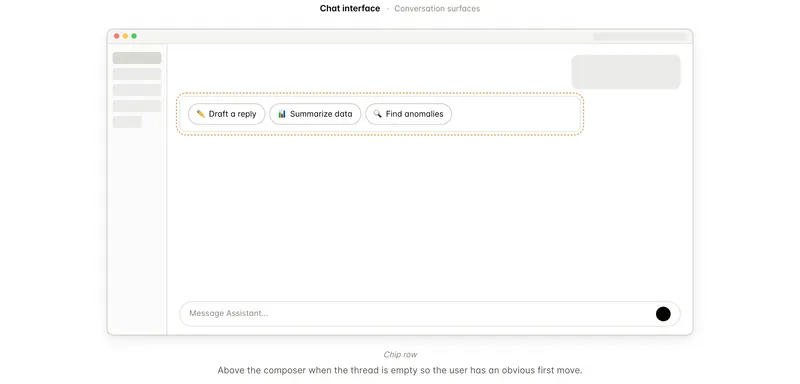 Chat interface · Conversation surfaces
Draft a reply
Summarize data
Find anomalies
Message Assistant...
Chip row
Above the composer when the thread is empty so the user has an obvious first move.